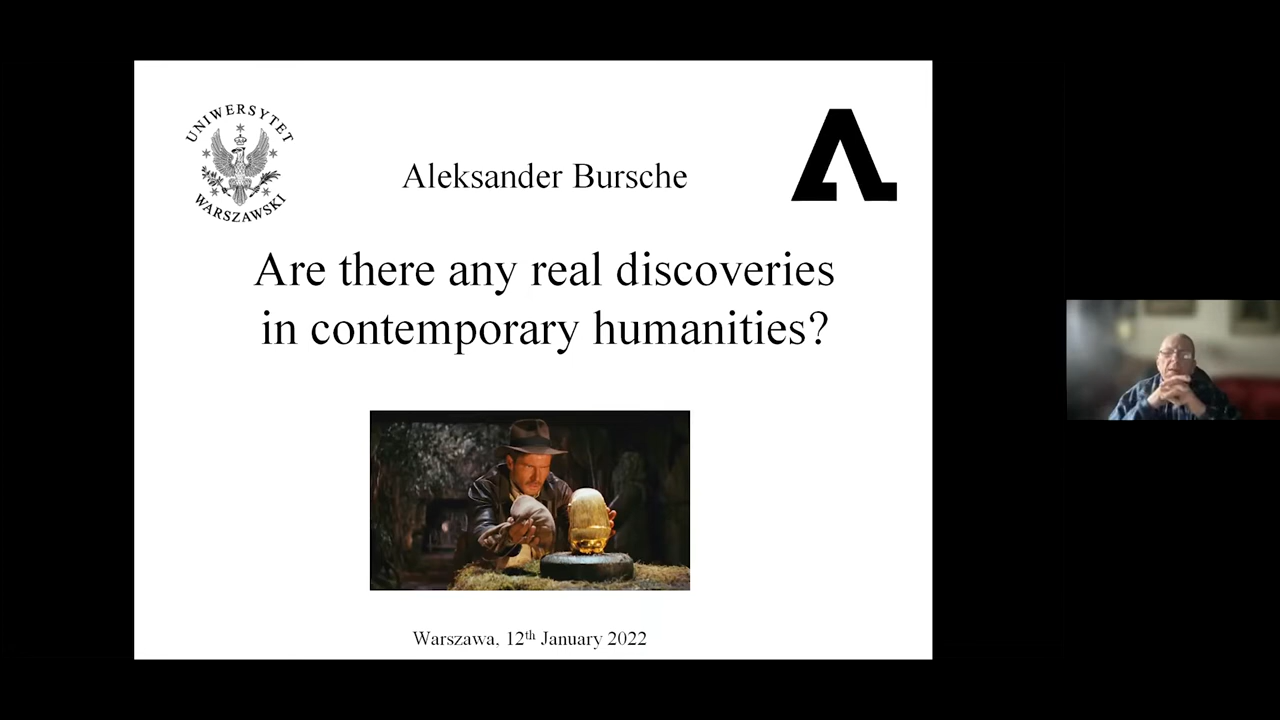 UNIWERSYTET
WARSZAWSKI
Aleksander Bursche
Are there any real discoveries
in contemporary humanities?
Warszawa, 12th January 2022